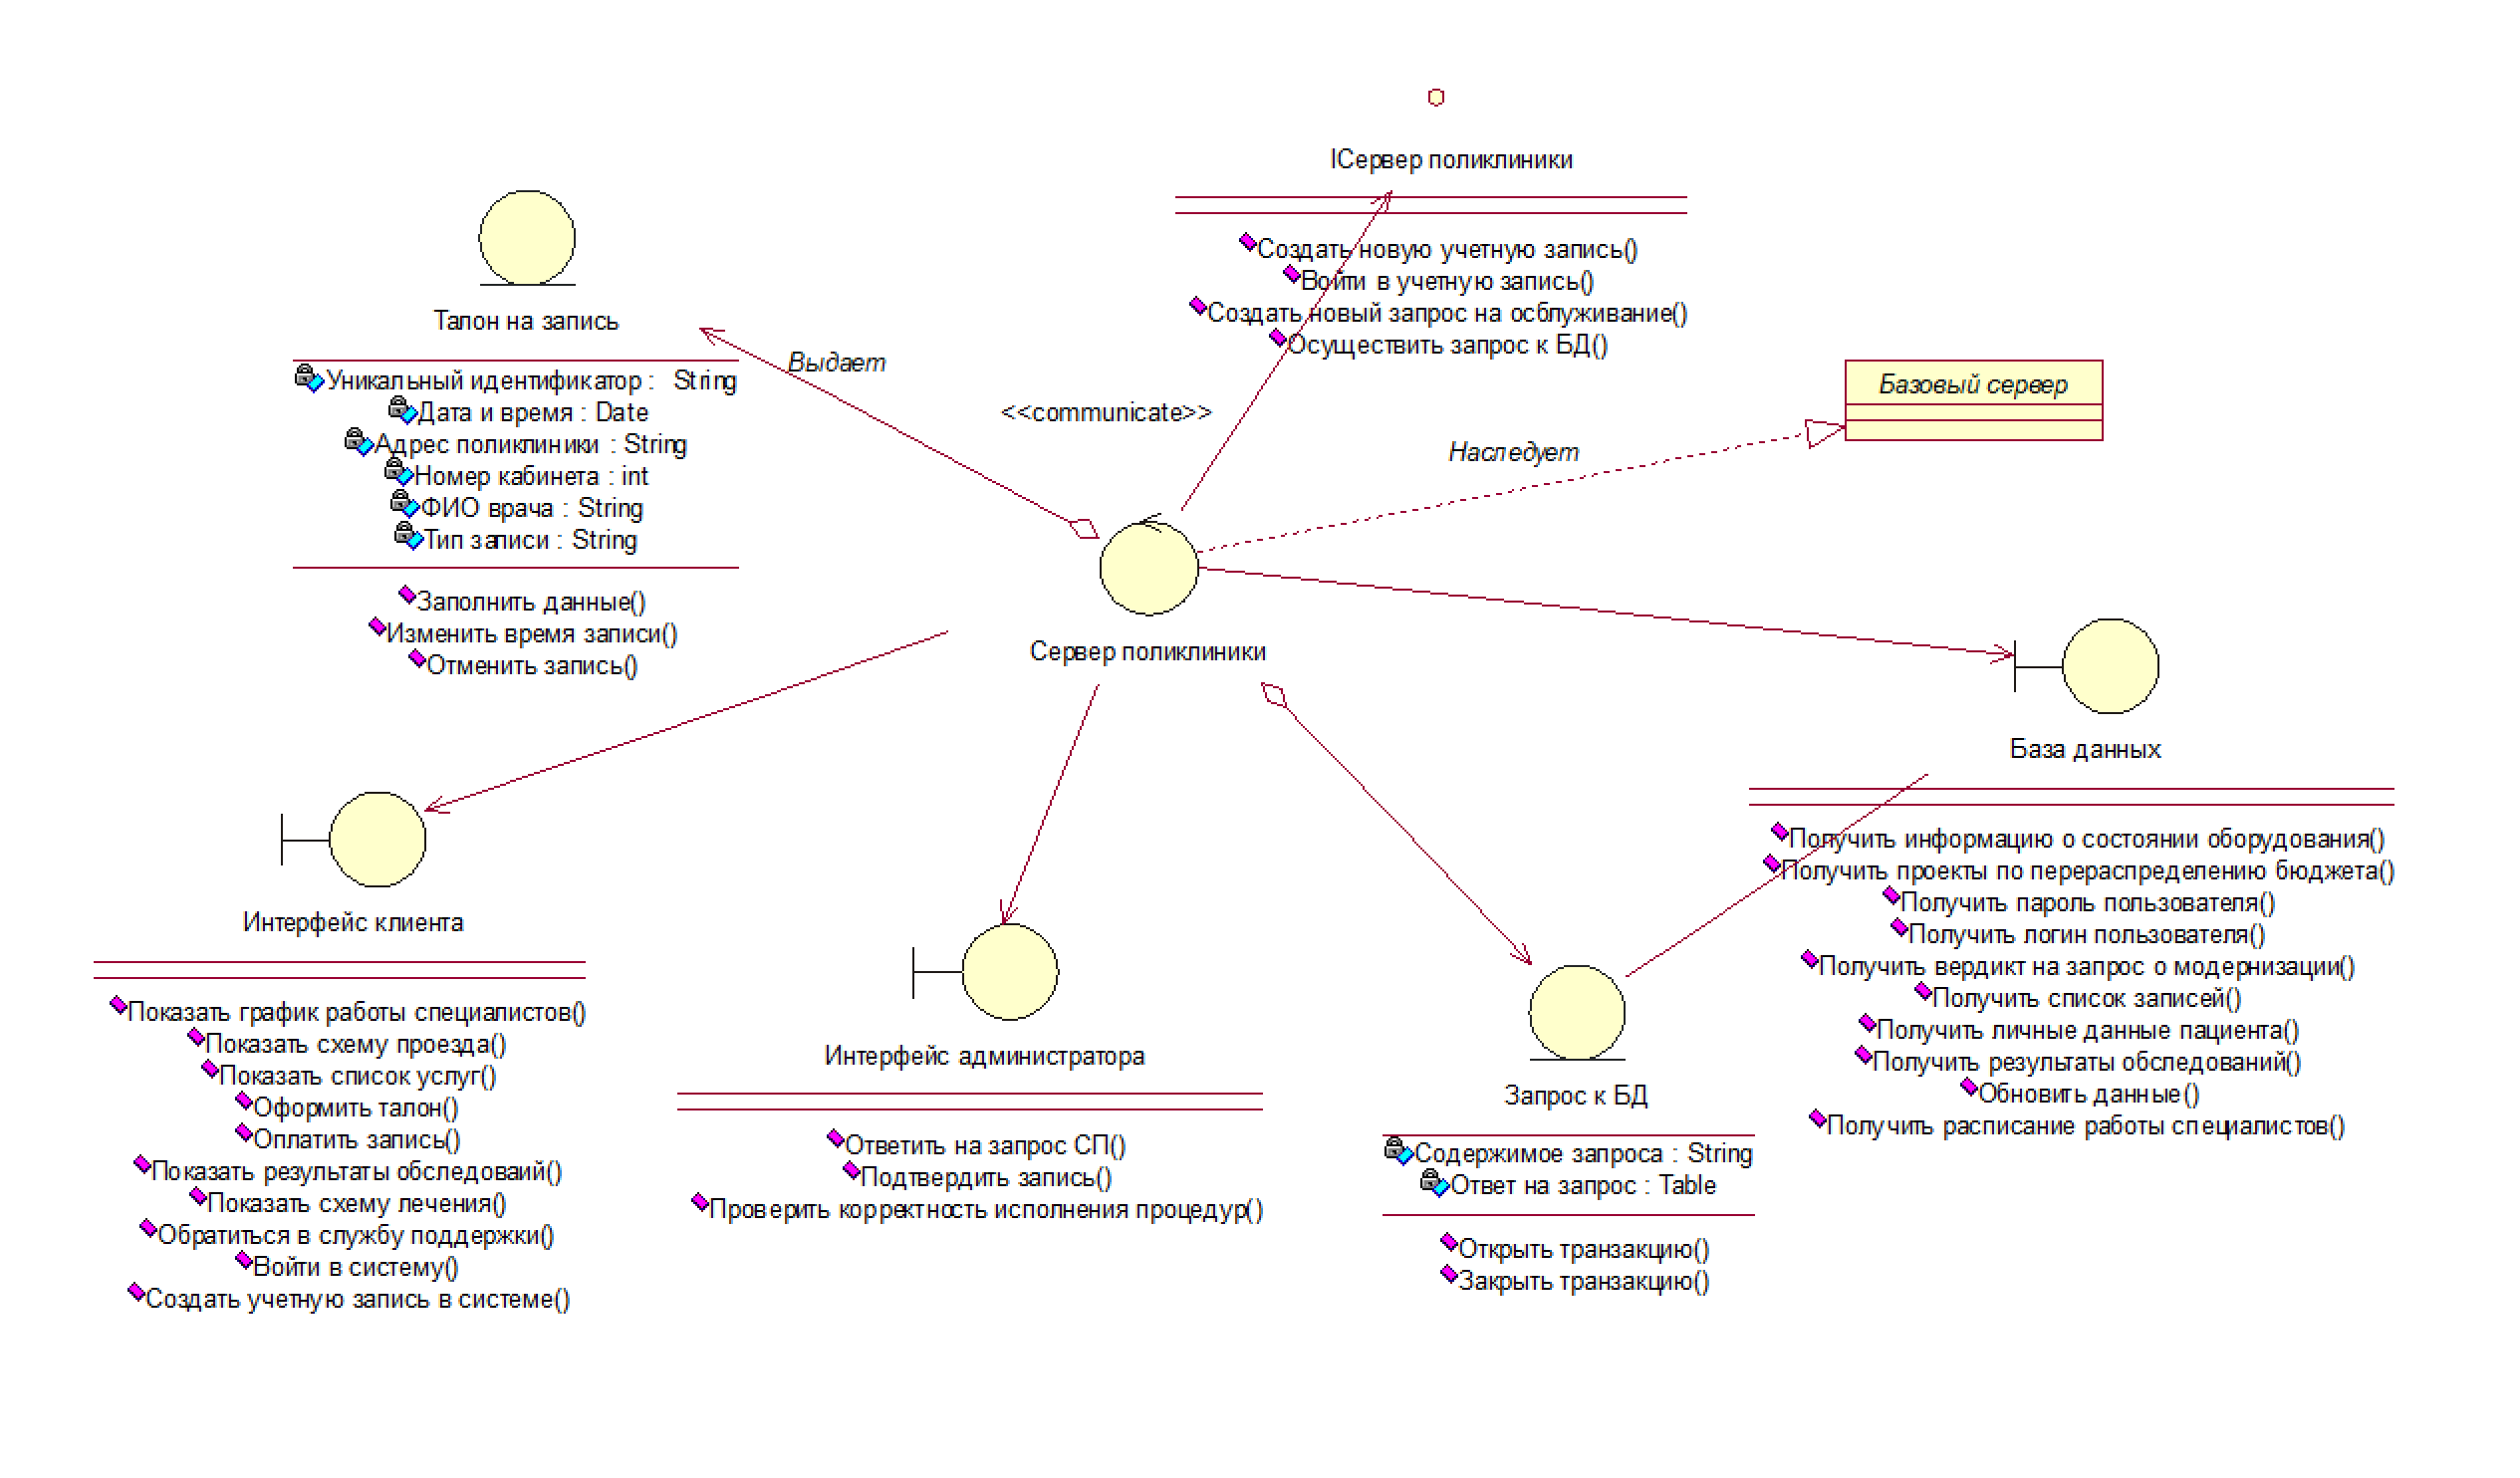 IСервер поликлиники
Создать новую учетную запись()
Войти в учетную запись()
Создать новый запрос на осблуживание()
Осуществить запрос к БД()
Талон на запись
Уникальный идентификатор : String
Дата и время : Date
Адрес поликлиники : String
Номер кабинета : int
ФИО врача : String
Тип записи : String
Заполнить данные()
Изменить время записи()
Отменить запись()
Выдает
<<communicate>>
Наследует
Базовый сервер
Сервер поликлиники
База данных
Получить информацию о состоянии оборудования()
Получить проекты по перераспределению бюджета()
Получить пароль пользователя()
Получить логин пользователя()
Получить вердикт на запрос о модернизации()
Получить список записей()
Получить личные данные пациента()
Получить результаты обследований()
Обновить данные()
Получить расписание работы специалистов()
Интерфейс клиента
Показать график работы специалистов()
Показать схему проезда()
Показать список услуг()
Оформить талон()
Оплатить запись()
Показать результаты обследоваий()
Показать схему лечения()
Обратиться в службу поддержки()
Войти в систему()
Создать учетную запись в системе()
Интерфейс администратора
Ответить на запрос СП()
Подтвердить запись()
Проверить корректность исполнения процедур()
Запрос к БД
Содержимое запроса : String
Ответ на запрос : Table
Открыть транзакцию()
Закрыть транзакцию()